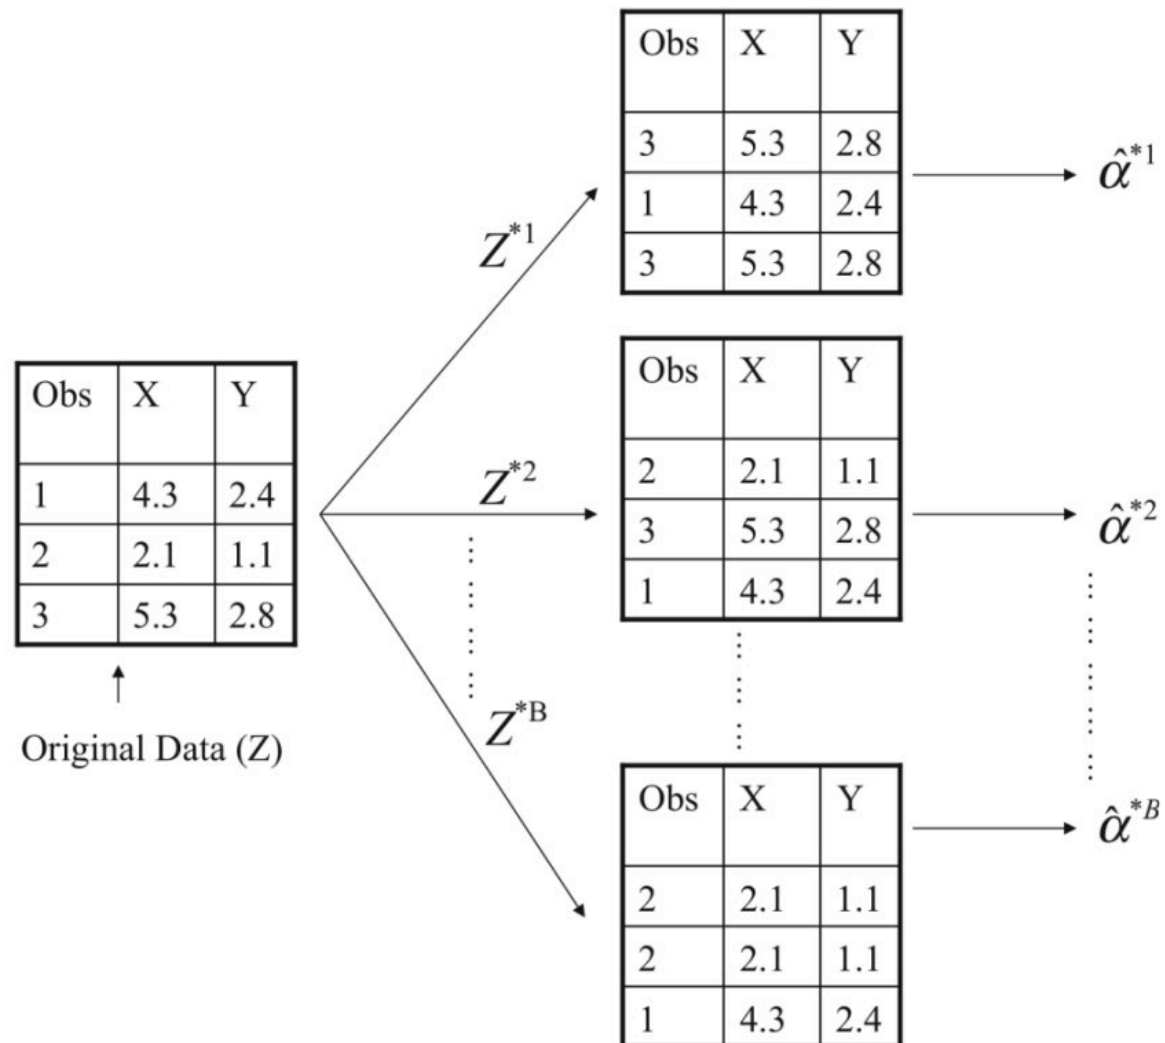 Obs X Y
3 5.3 2.8
1 4.3 2.4
3 5.3 2.8
α̂*1
Z*1
Obs X Y
1 4.3 2.4
2 2.1 1.1
3 5.3 2.8
Original Data (Z)
Z*2
Obs X Y
2 2.1 1.1
3 5.3 2.8
1 4.3 2.4
α̂*2
Z*B
Obs X Y
2 2.1 1.1
2 2.1 1.1
1 4.3 2.4
α̂*B